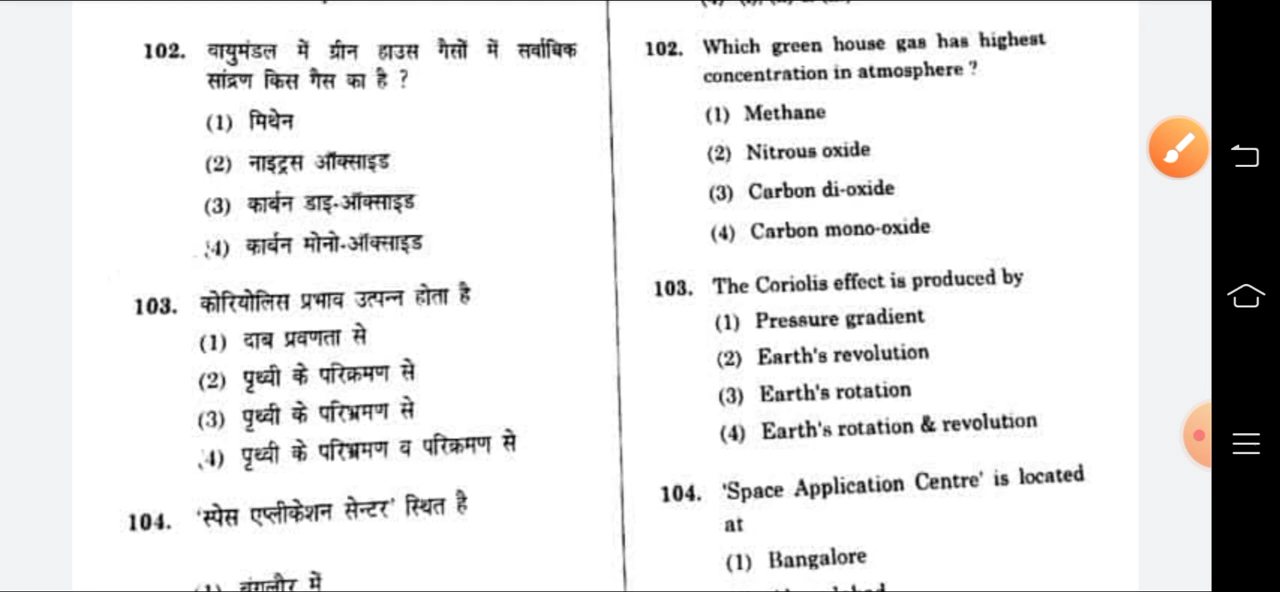 102. वायुमंडल में ग्रीन हाउस गैसों में सर्वाधिक
सांद्रण किस गैस का है ?
(1) मिथेन
(2) नाइट्रस ऑक्साइड
(3) कार्बन डाइ-ऑक्साइड
(4) कार्बन मोनो-ऑक्साइड
103. कोरियोलिस प्रभाव उत्पन्न होता है
(1) दाब प्रवणता से
(2) पृथ्वी के परिक्रमण से
(3) पृथ्वी के परिभ्रमण से
(4) पृथ्वी के परिभ्रमण व परिक्रमण से
104. 'स्पेस एप्लीकेशन सेन्टर' स्थित है
(1) बंगलौर में
102. Which green house gas has highest
concentration in atmosphere ?
(1) Methane
(2) Nitrous oxide
(3) Carbon di-oxide
(4) Carbon mono-oxide
103. The Coriolis effect is produced by
(1) Pressure gradient
(2) Earth's revolution
(3) Earth's rotation
(4) Earth's rotation & revolution
104. 'Space Application Centre' is located
at
(1) Bangalore